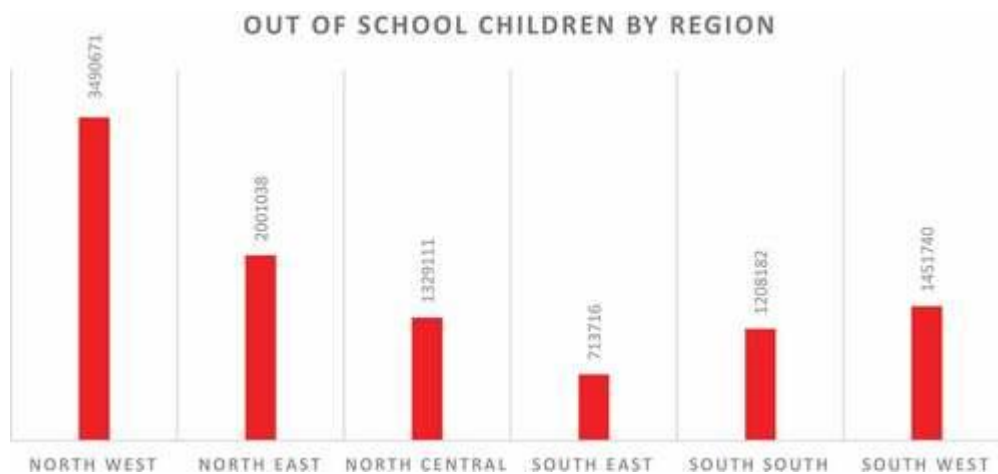 OUT OF SCHOOL CHILDREN BY REGION
3490671
2001038
1329111
713716
1208182
1451740
NORTH WEST
NORTH EAST
NORTH CENTRAL
SOUTH EAST
SOUTH SOUTH
SOUTH WEST